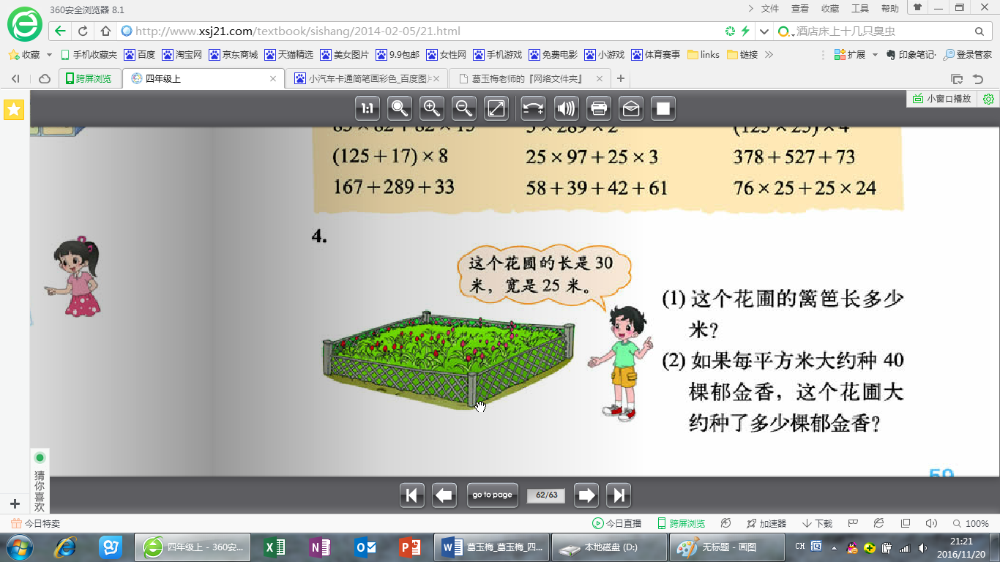 360安全浏览器 8.1
文件 查看 收藏 工具 帮助
http://www.xsj21.com/textbook/sishang/2014-02-05/21.html
酒店床上十几只臭虫
收藏 手机收藏夹 百度 淘宝网 京东商城 天猫精选 美女图片 9.9包邮 女性网 手机游戏 免费电影 小游戏 体育赛事 links 链接 扩展 印象笔记 登录管家
跨屏浏览 四年级上 小汽车卡通简笔画彩色_百度图片 葛玉梅老师的『网络文件夹』
小窗口播放
1:1
(125+17)×8 25×97+25×3 378+527+73
167+289+33 58+39+42+61 76×25+25×24
4.
这个花圃的长是 30
米，宽是 25 米。
(1) 这个花圃的篱笆长多少
米?
(2) 如果每平方米大约种 40
棵郁金香，这个花圃大
约种了多少棵郁金香?
59
猜你喜欢
go to page 62/63
今日特卖 今日直播 跨屏浏览 加速器 下载 100%
四年级上 - 360安... 葛玉梅_葛玉梅_四... 本地磁盘 (D:) 无标题 - 画图 CH 21:21
2016/11/20